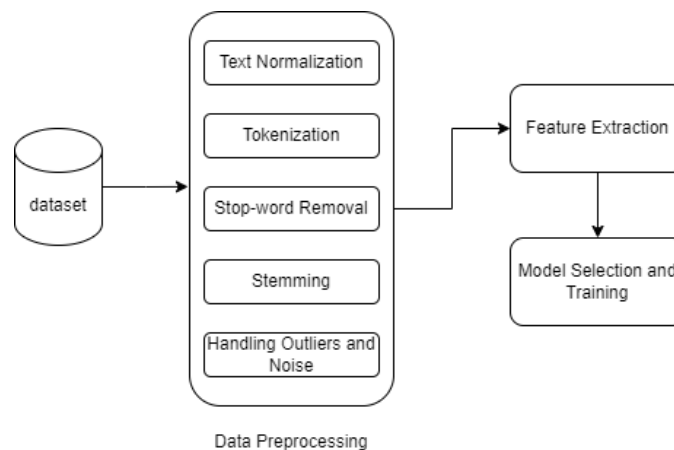 dataset
Text Normalization
Tokenization
Stop-word Removal
Stemming
Handling Outliers and
Noise
Data Preprocessing
Feature Extraction
Model Selection and
Training